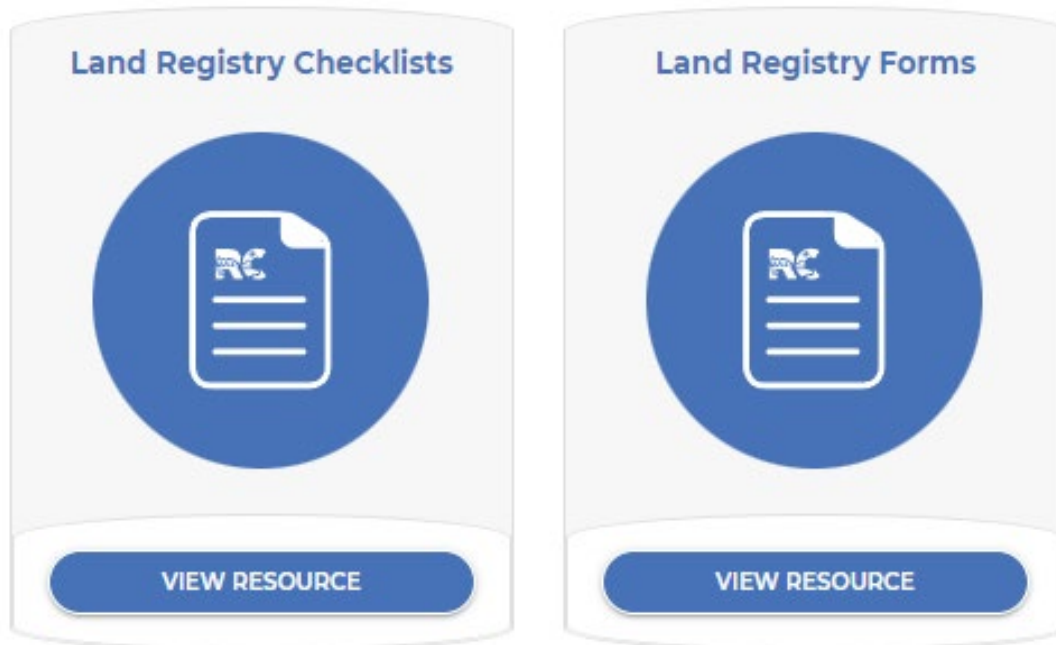 Land Registry Checklists
Land Registry Forms
RC
RC
VIEW RESOURCE
VIEW RESOURCE